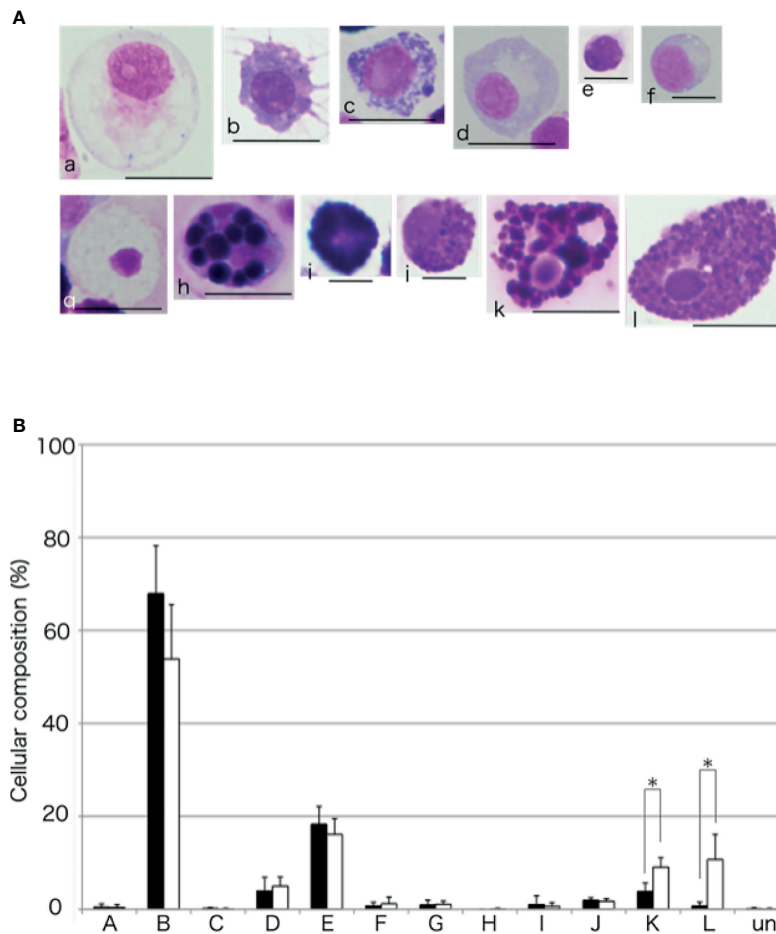 A
a b c d e f
g h i j k l
B
Cellular composition (%)
100
80
60
40
20
0
* *
A B C D E F G H I J K L un